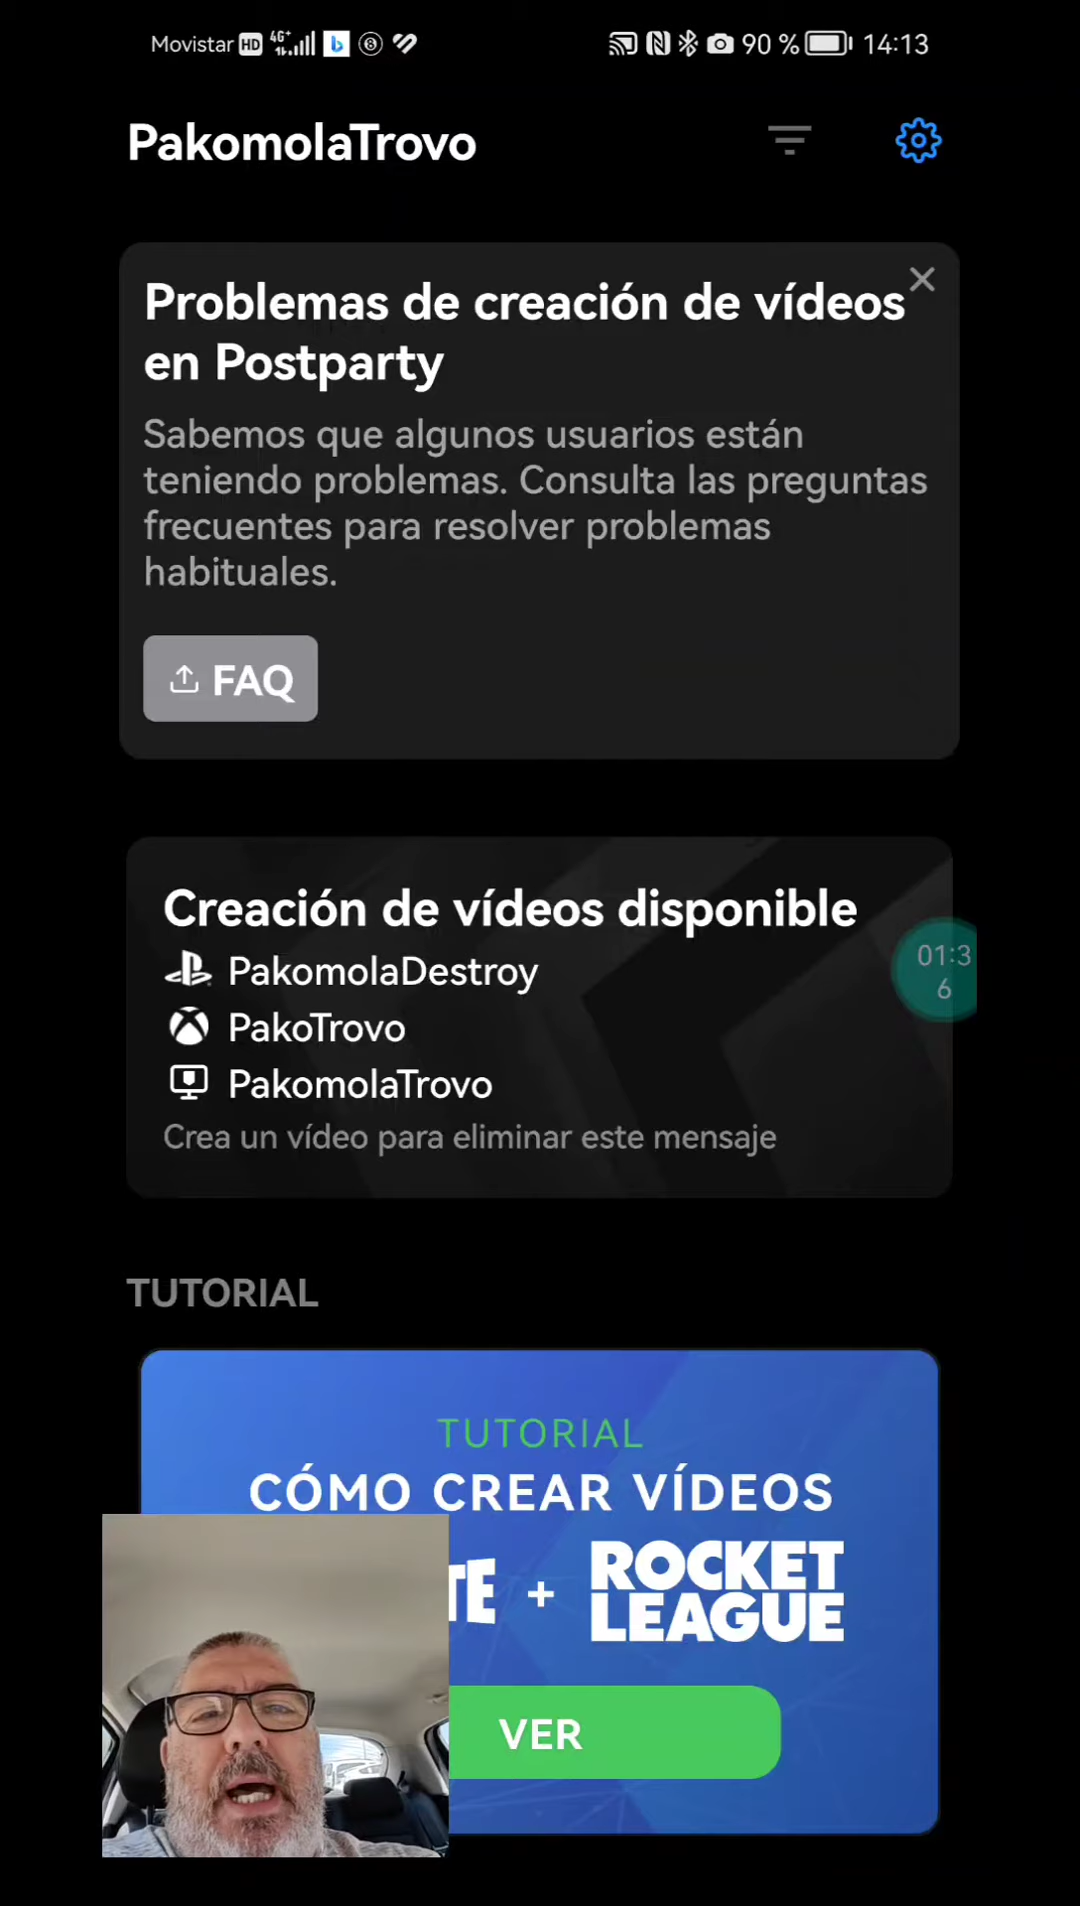 Movistar HD 4G+ 90 % 14:13
PakomolaTrovo
Problemas de creación de vídeos
en Postparty
Sabemos que algunos usuarios están
teniendo problemas. Consulta las preguntas
frecuentes para resolver problemas
habituales.
FAQ
Creación de vídeos disponible
PakomolaDestroy
01:3
6
PakoTrovo
PakomolaTrovo
Crea un vídeo para eliminar este mensaje
TUTORIAL
TUTORIAL
CÓMO CREAR VÍDEOS
TE + ROCKET
LEAGUE
VER